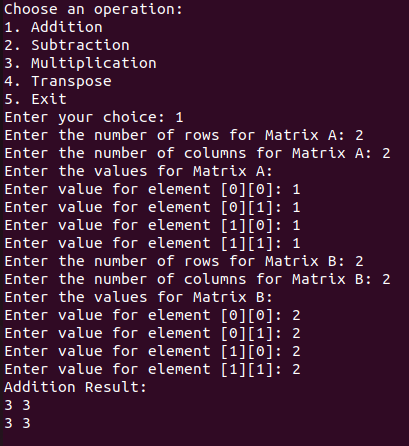 Choose an operation:
1. Addition
2. Subtraction
3. Multiplication
4. Transpose
5. Exit
Enter your choice: 1
Enter the number of rows for Matrix A: 2
Enter the number of columns for Matrix A: 2
Enter the values for Matrix A:
Enter value for element [0][0]: 1
Enter value for element [0][1]: 1
Enter value for element [1][0]: 1
Enter value for element [1][1]: 1
Enter the number of rows for Matrix B: 2
Enter the number of columns for Matrix B: 2
Enter the values for Matrix B:
Enter value for element [0][0]: 2
Enter value for element [0][1]: 2
Enter value for element [1][0]: 2
Enter value for element [1][1]: 2
Addition Result:
3 3
3 3